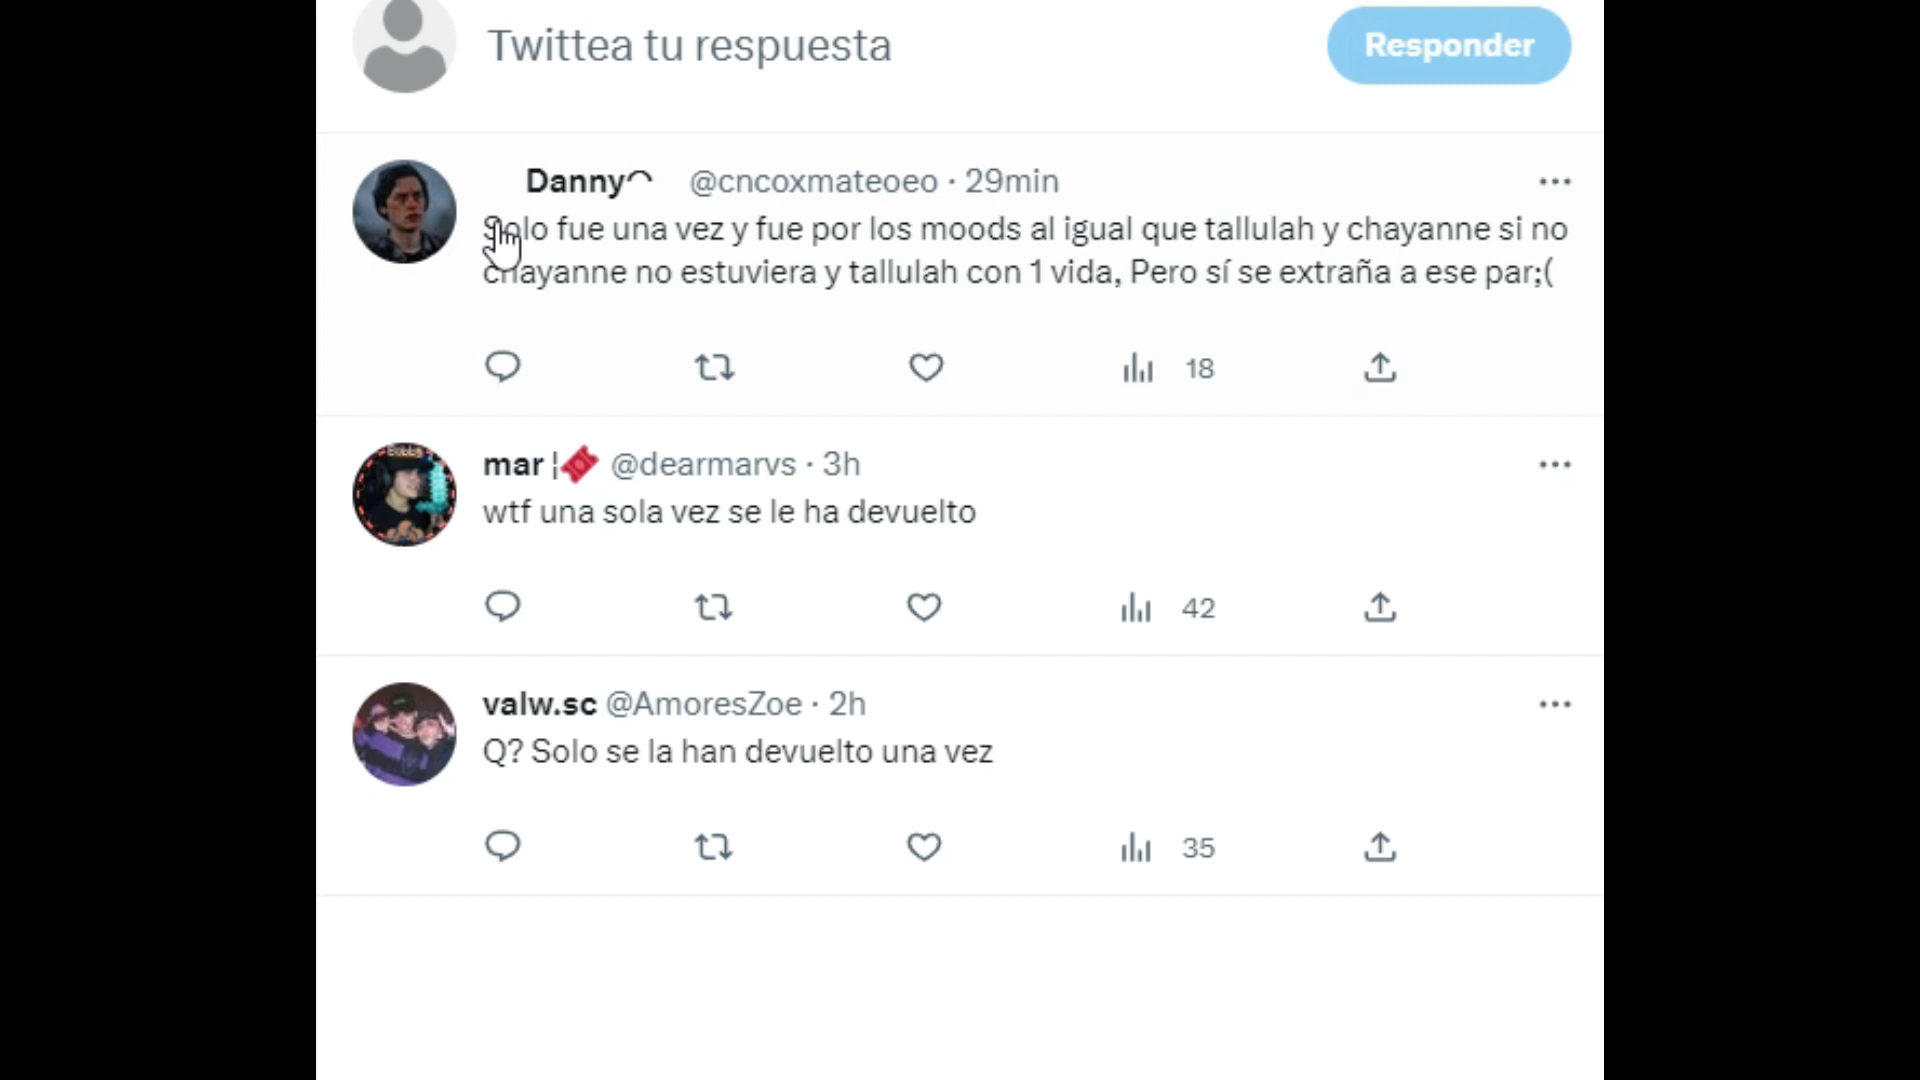 Twittea tu respuesta
Responder
Danny @cncoxmateoeo · 29min
Solo fue una vez y fue por los moods al igual que tallulah y chayanne si no
chayanne no estuviera y tallulah con 1 vida, Pero sí se extraña a ese par;(
18
mar ¦ @dearmarvs · 3h
wtf una sola vez se le ha devuelto
42
valw.sc @AmoresZoe · 2h
Q? Solo se la han devuelto una vez
35